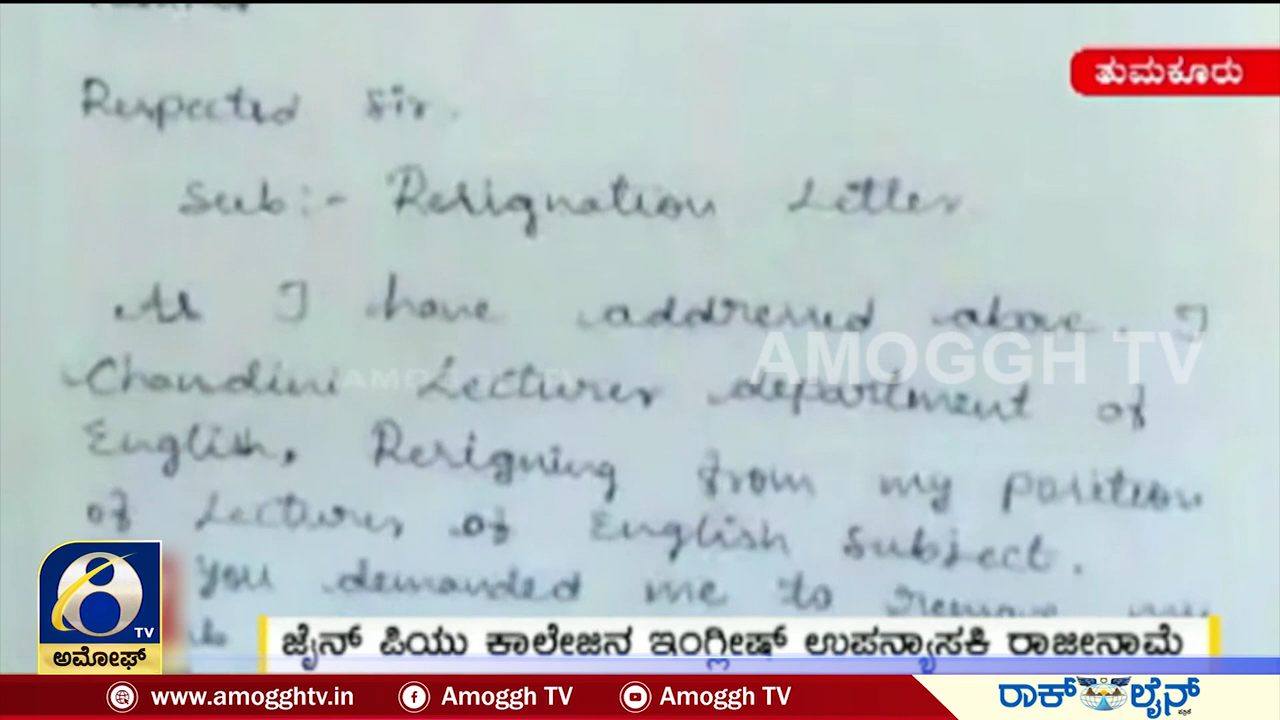 ತುಮಕೂರು
Respected Sir.
Sub:- Resignation Letter
As I have addressed above. I
Chandini Lecturer department of
English, Resigning from my position
of Lecturer of English Subject.
you demanded me to remove my
AMOGGH TV
8
TV
ಅಮೋಘ್
ಜೈನ್ ಪಿಯು ಕಾಲೇಜಿನ ಇಂಗ್ಲೀಷ್ ಉಪನ್ಯಾಸಕಿ ರಾಜೀನಾಮೆ
www.amogghtv.in Amoggh TV Amoggh TV
ರಾಕ್ ಲೈನ್